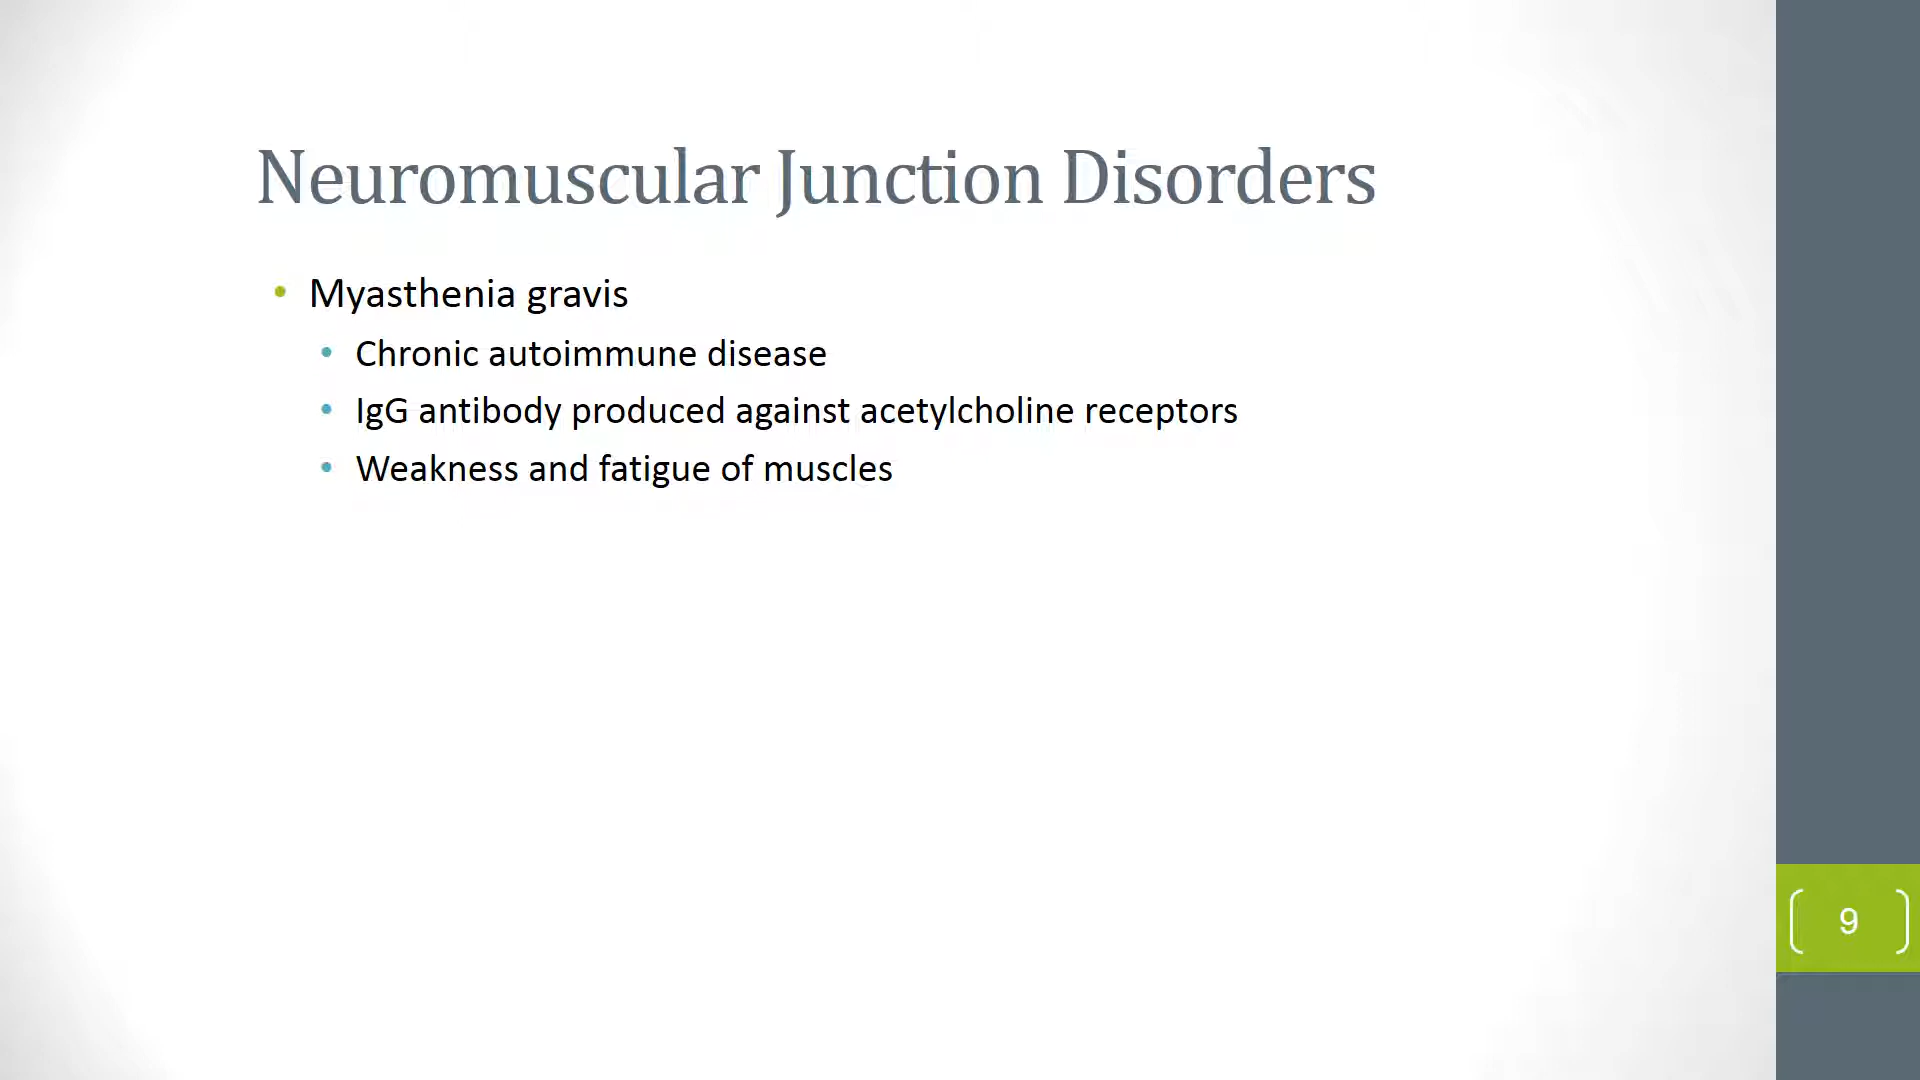 Neuromuscular Junction Disorders
• Myasthenia gravis
• Chronic autoimmune disease
• IgG antibody produced against acetylcholine receptors
• Weakness and fatigue of muscles
9